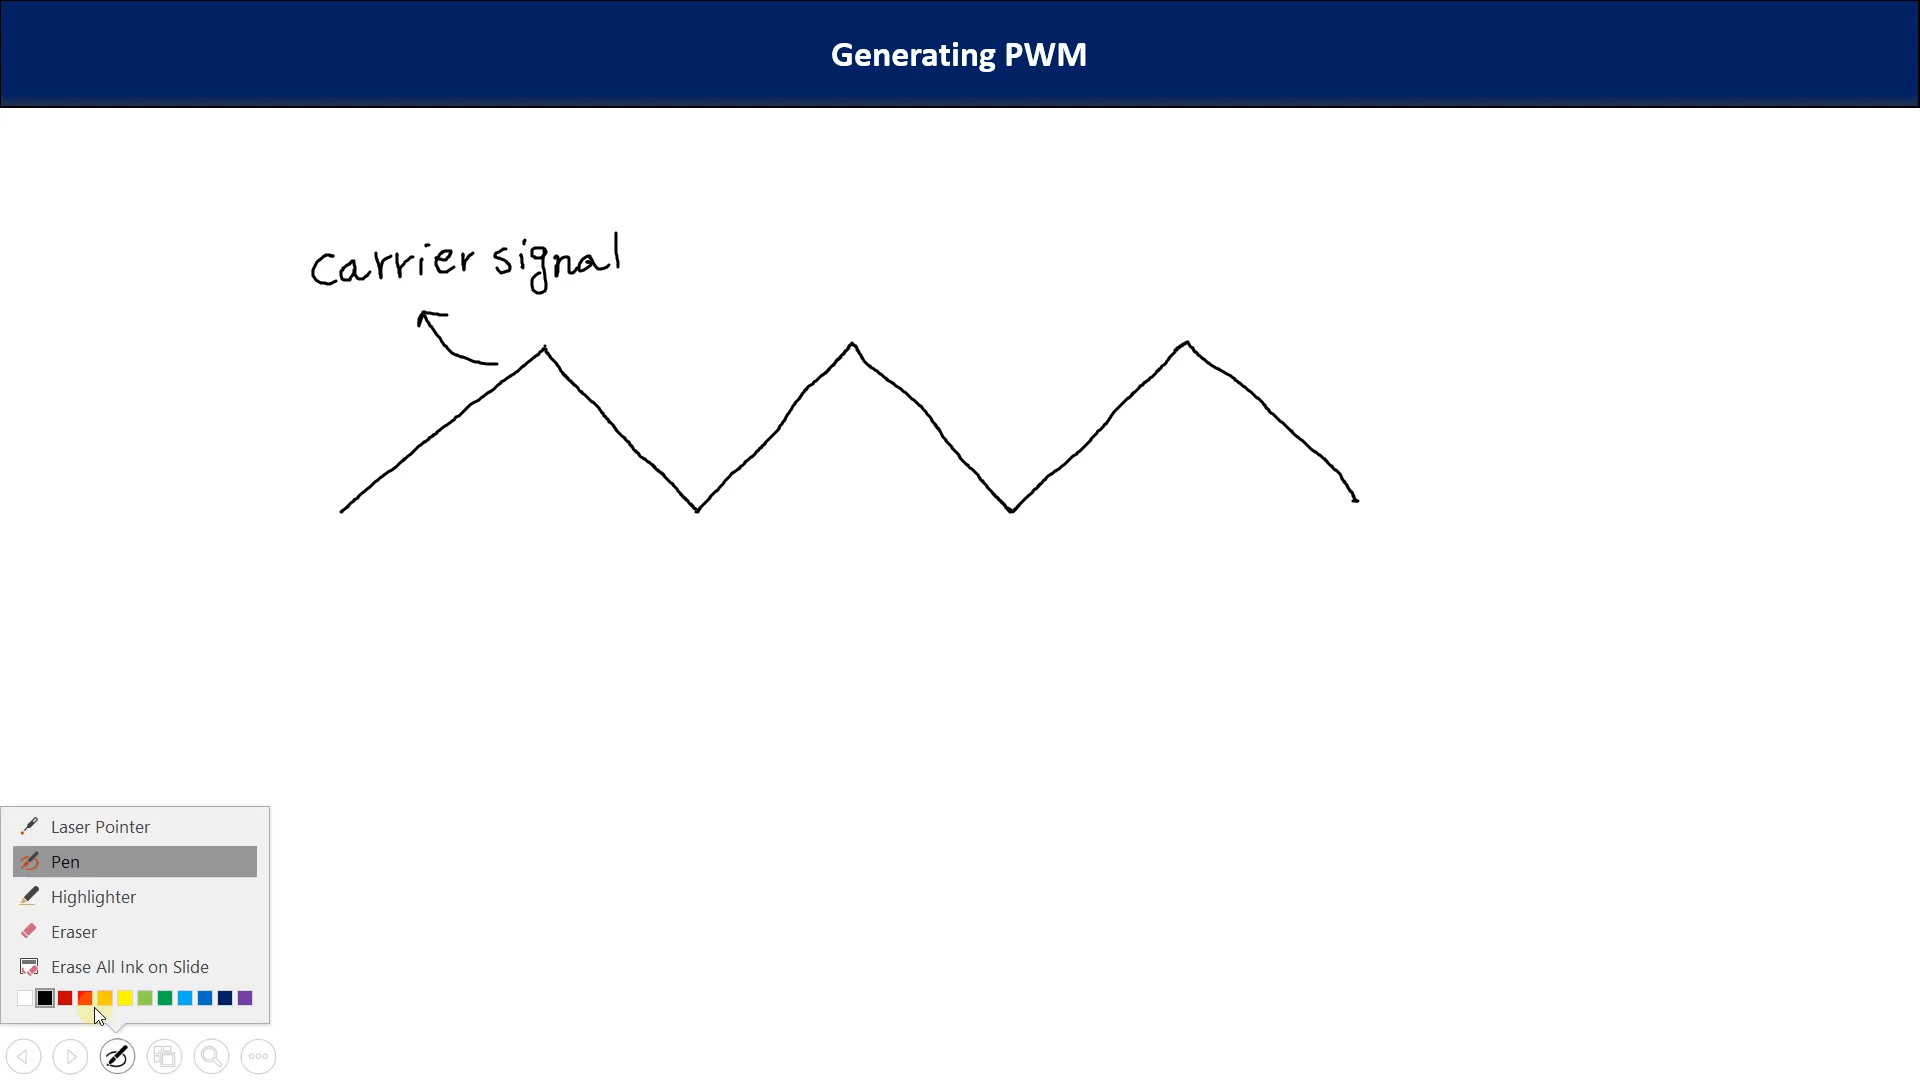 Generating PWM
carrier signal
Laser Pointer
Pen
Highlighter
Eraser
Erase All Ink on Slide